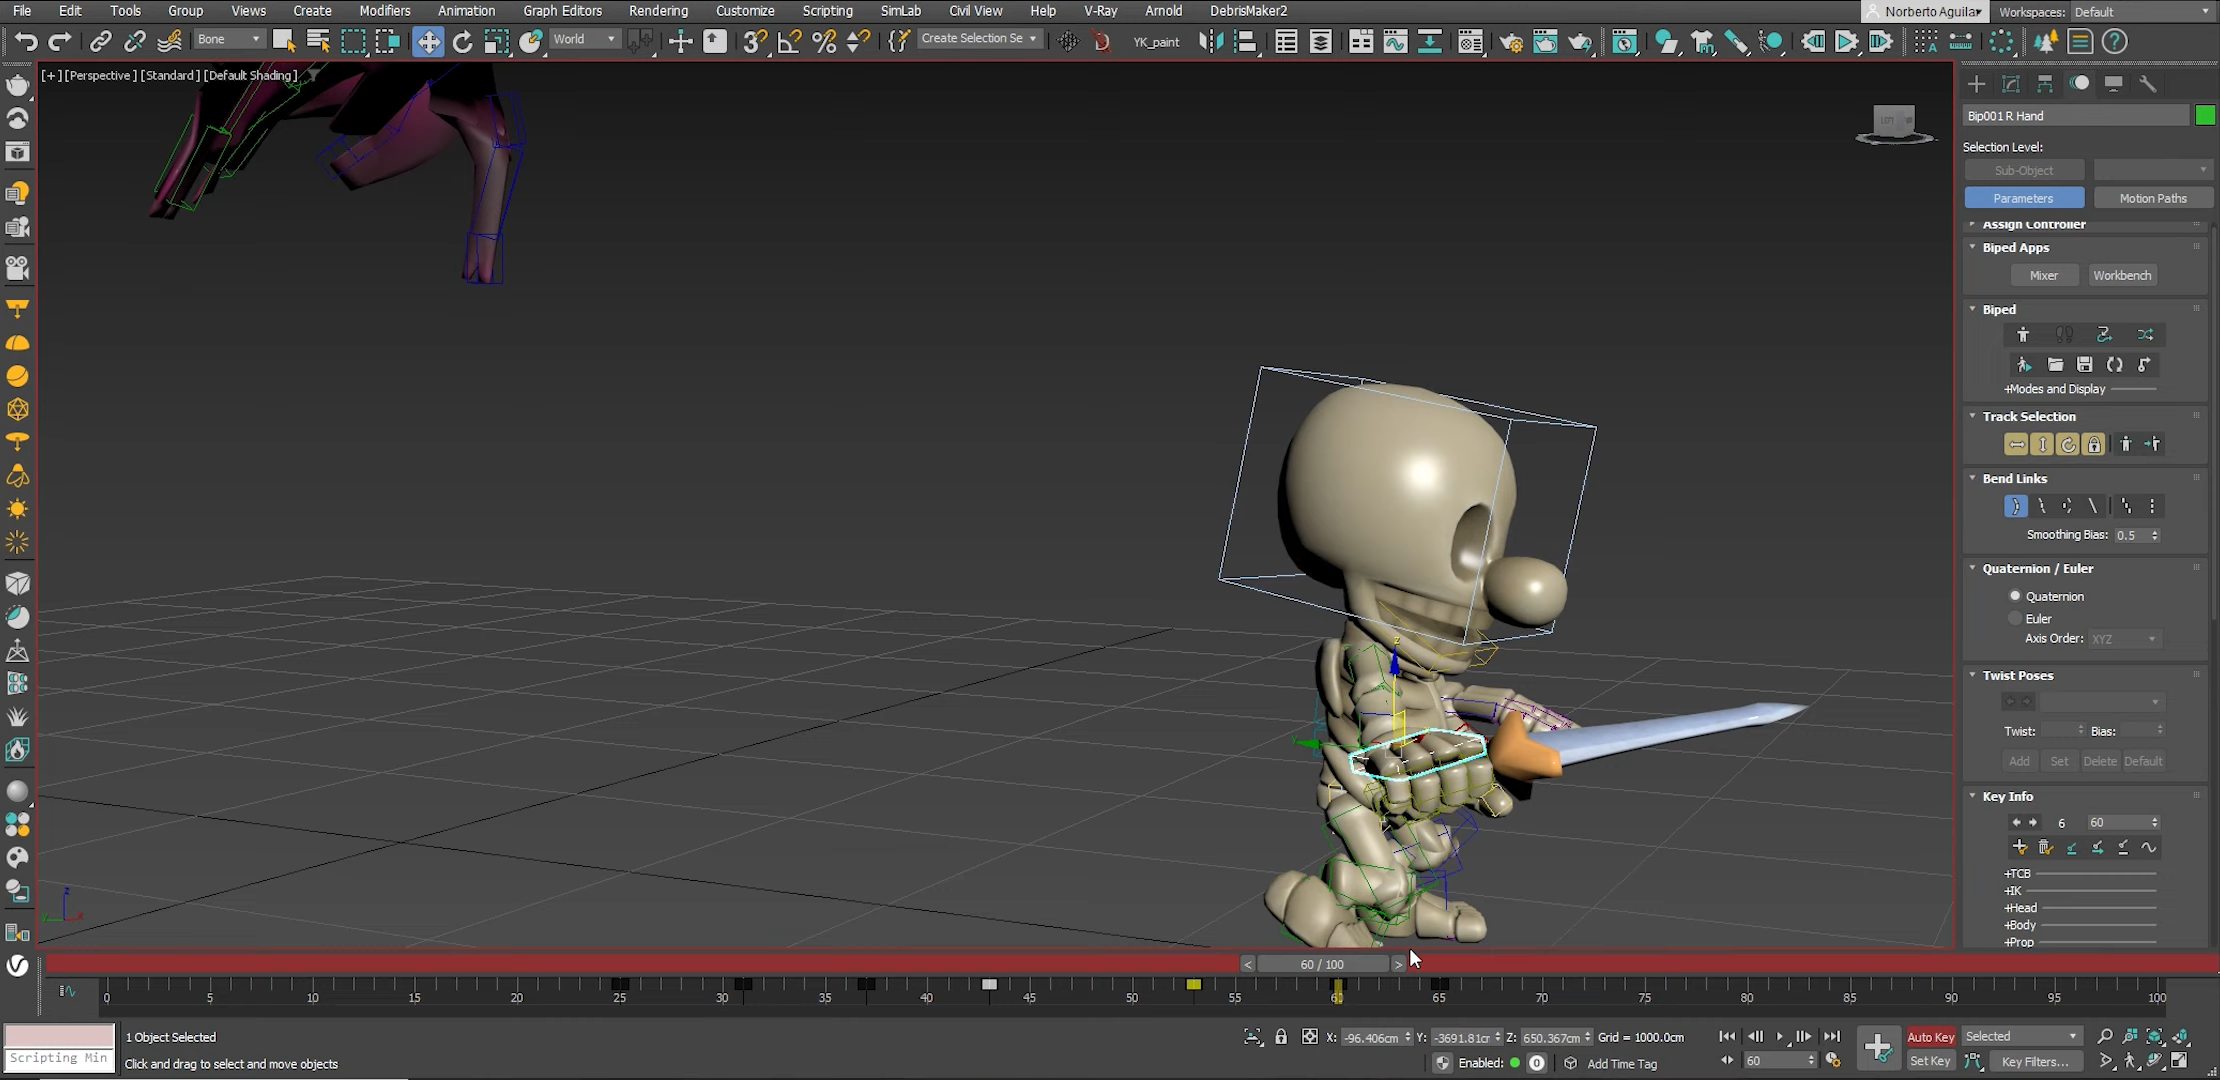 File Edit Tools Group Views Create Modifiers Animation Graph Editors Rendering Customize Scripting SimLab Civil View Help V-Ray Arnold DebrisMaker2 Norberto Aguilar Workspaces: Default
Bone World Create Selection Se YK_paint
[+] [Perspective] [Standard] [Default Shading]
Bip001 R Hand
Selection Level:
Sub-Object
Parameters Motion Paths
Assign Controller
Biped Apps
Mixer Workbench
Biped
+Modes and Display
Track Selection
Bend Links
Smoothing Bias: 0.5
Quaternion / Euler
Quaternion
Euler
Axis Order: XYZ
Twist Poses
Twist: Bias:
Add Set Delete Default
Key Info
6 60
+TCB
+IK
+Head
+Body
+Prop
< 60 / 100 >
0 5 10 15 20 25 30 35 40 45 50 55 60 65 70 75 80 85 90 95 100
1 Object Selected X: -96.406cm Y: -3691.81cm Z: 650.367cm Grid = 1000.0cm Auto Key Selected
Scripting Min Click and drag to select and move objects Enabled: 0 Add Time Tag 60 Set Key Key Filters...